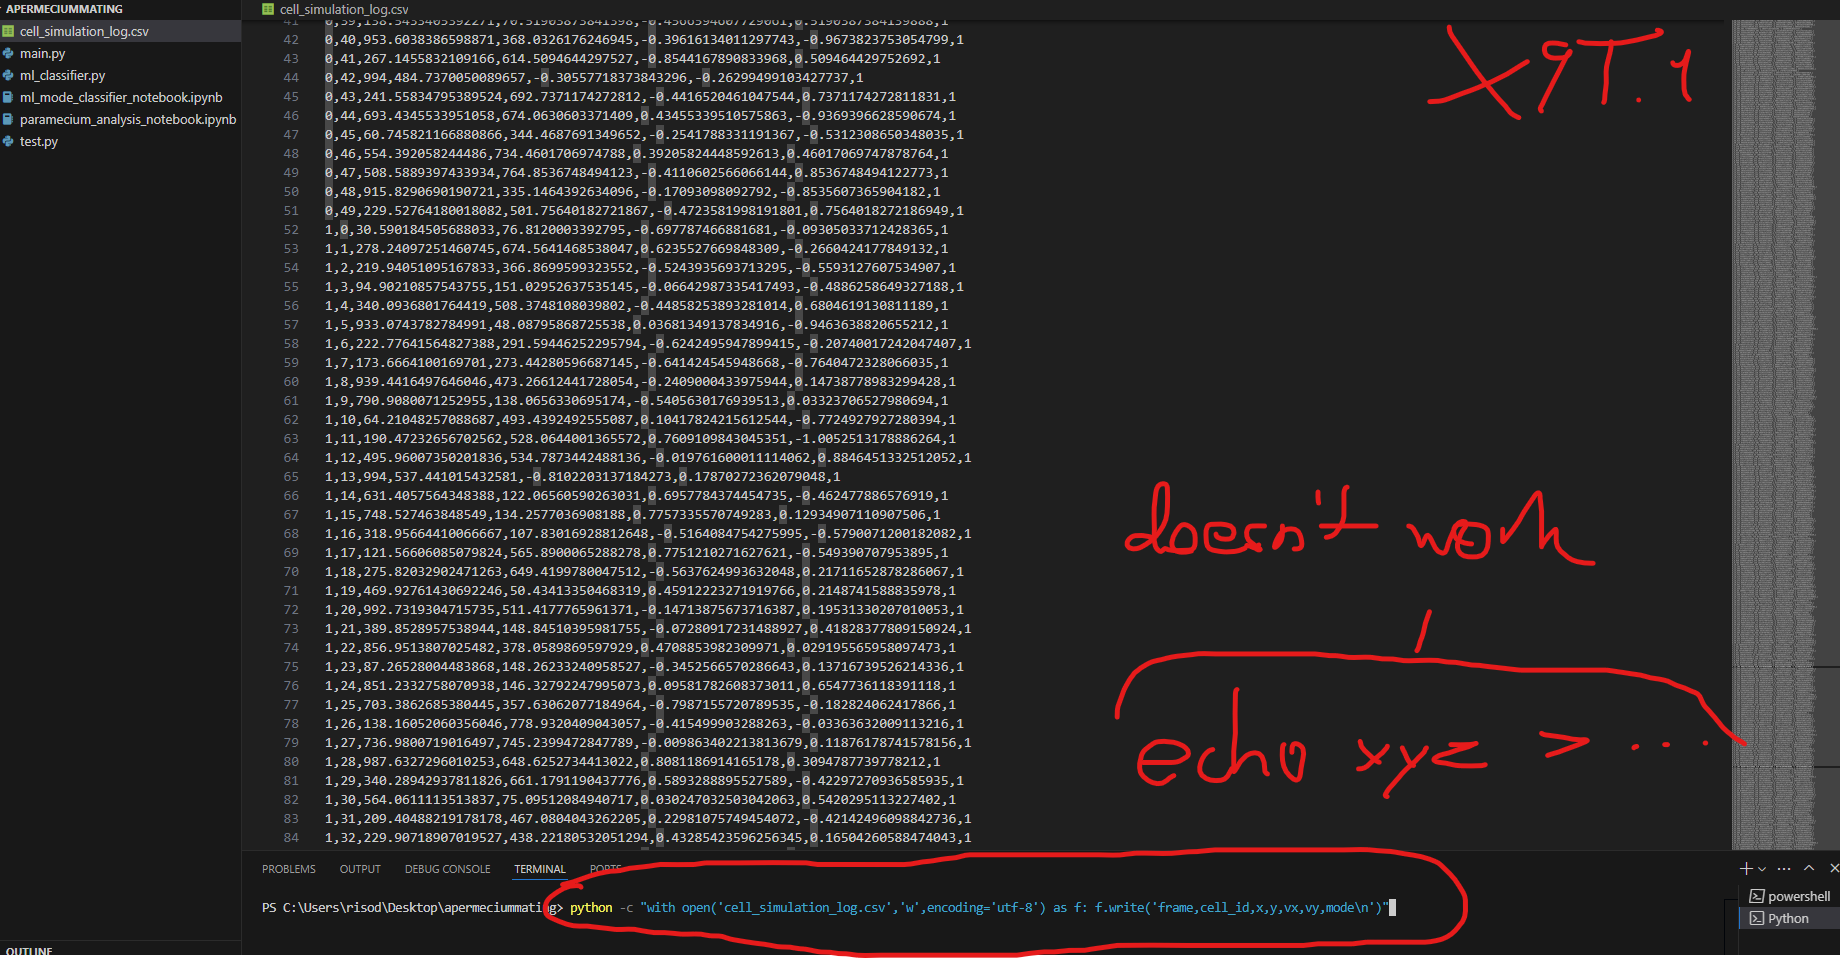 APERMECIUMMATING
cell_simulation_log.csv
main.py
ml_classifier.py
ml_mode_classifier_notebook.ipynb
paramecium_analysis_notebook.ipynb
test.py
OUTLINE
cell_simulation_log.csv
42 0,40,953.6038386598871,368.0326176246945,-0.39616134011297743,-0.9673823753054799,1
43 0,41,267.1455832109166,614.5094644297527,-0.8544167890833968,0.509464429752692,1
44 0,42,994,484.7370050089657,-0.30557718373843296,-0.26299499103427737,1
45 0,43,241.55834795389524,692.7371174272812,-0.4416520461047544,0.7371174272811831,1
46 0,44,693.4345533951058,674.0630603371409,0.43455339510575863,-0.9369396628590674,1
47 0,45,60.745821166880866,344.4687691349652,-0.2541788331191367,-0.5312308650348035,1
48 0,46,554.392058244486,734.4601706974788,0.39205824448592613,0.46017069747878764,1
49 0,47,508.5889397433934,764.8536748494123,-0.4110602566066144,0.8536748494122773,1
50 0,48,915.8290690190721,335.1464392634096,-0.17093098092792,-0.8535607365904182,1
51 0,49,229.52764180018082,501.75640182721867,-0.4723581998191801,0.7564018272186949,1
52 1,0,30.590184505688033,76.8120003392795,-0.697787466881681,-0.09305033712428365,1
53 1,1,278.24097251460745,674.5641468538047,0.6235527669848309,-0.2660424177849132,1
54 1,2,219.94051095167833,366.8699599323552,-0.5243935693713295,-0.5593127607534907,1
55 1,3,94.90210857543755,151.02952637535145,-0.06642987335417493,-0.4886258649327188,1
56 1,4,340.0936801764419,508.3748108039802,-0.44858253893281014,0.6804619130811189,1
57 1,5,933.0743782784991,48.08795868725538,0.03681349137834916,-0.9463638820655212,1
58 1,6,222.77641564827388,291.59446252295794,-0.6242495947899415,-0.20740017242047407,1
59 1,7,173.6664100169701,273.44280596687145,-0.641424545948668,-0.7640472328066035,1
60 1,8,939.4416497646046,473.26612441728054,-0.2409000433975944,0.14738778983299428,1
61 1,9,790.9080071252955,138.0656330695174,-0.5405630176939513,0.03323706527980694,1
62 1,10,64.21048257088687,493.4392492555087,0.10417824215612544,-0.7724927927280394,1
63 1,11,190.47232656702562,528.0644001365572,0.7609109843045351,-1.0052513178886264,1
64 1,12,495.96007350201836,534.7873442488136,-0.019761600011114062,0.8846451332512052,1
65 1,13,994,537.441015432581,-0.8102203137184273,0.17870272362079048,1
66 1,14,631.4057564348388,122.06560590263031,0.6957784374454735,-0.462477886576919,1
67 1,15,748.527463848549,134.2577036908188,0.7757335570749283,0.12934907110907506,1
68 1,16,318.95664410066667,107.83016928812648,-0.5164084754275995,-0.5790071200182082,1
69 1,17,121.56606085079824,565.8900065288278,0.7751210271627621,-0.549390707953895,1
70 1,18,275.82032902471263,649.4199780047512,-0.5637624993632048,0.21711652878286067,1
71 1,19,469.92761430692246,50.43413350468319,0.45912223271919766,0.2148741588835978,1
72 1,20,992.7319304715735,511.4177765961371,-0.14713875673716387,0.19531330207010053,1
73 1,21,389.8528957538944,148.84510395981755,-0.07280917231488927,0.41828377809150924,1
74 1,22,856.9513807025482,378.0589869597929,0.4708853982309971,0.029195565958097473,1
75 1,23,87.26528004483868,148.26233240958527,-0.3452566570286643,0.13716739526214336,1
76 1,24,851.2332758070938,146.32792247995073,0.09581782608373011,0.6547736118391118,1
77 1,25,703.3862685380445,357.63062077184964,-0.7987155720789535,-0.182824062417866,1
78 1,26,138.16052060356046,778.9320409043057,-0.415499903288263,-0.03363632009113216,1
79 1,27,736.9800719016497,745.2399472847789,-0.009863402213813679,0.11876178741578156,1
80 1,28,987.6327296010253,648.6252734413022,0.8081186914165178,0.3094787739778212,1
81 1,29,340.28942937811826,661.1791190437776,0.5893288895527589,-0.42297270936585935,1
82 1,30,564.0611113513837,75.09512084940717,0.030247032503042063,0.5420295113227402,1
83 1,31,209.40488219178178,467.0804043262205,0.22981075749454072,-0.42142496098842736,1
84 1,32,229.90718907019527,438.22180532051294,0.43285423596256345,0.16504260588474043,1
X9T.1
doesn't work
echo xyz > ....
PROBLEMS OUTPUT DEBUG CONSOLE TERMINAL PORTS
PS C:\Users\risod\Desktop\apermeciummating> python -c "with open('cell_simulation_log.csv','w',encoding='utf-8') as f: f.write('frame,cell_id,x,y,vx,vy,mode\n')"
powershell
Python